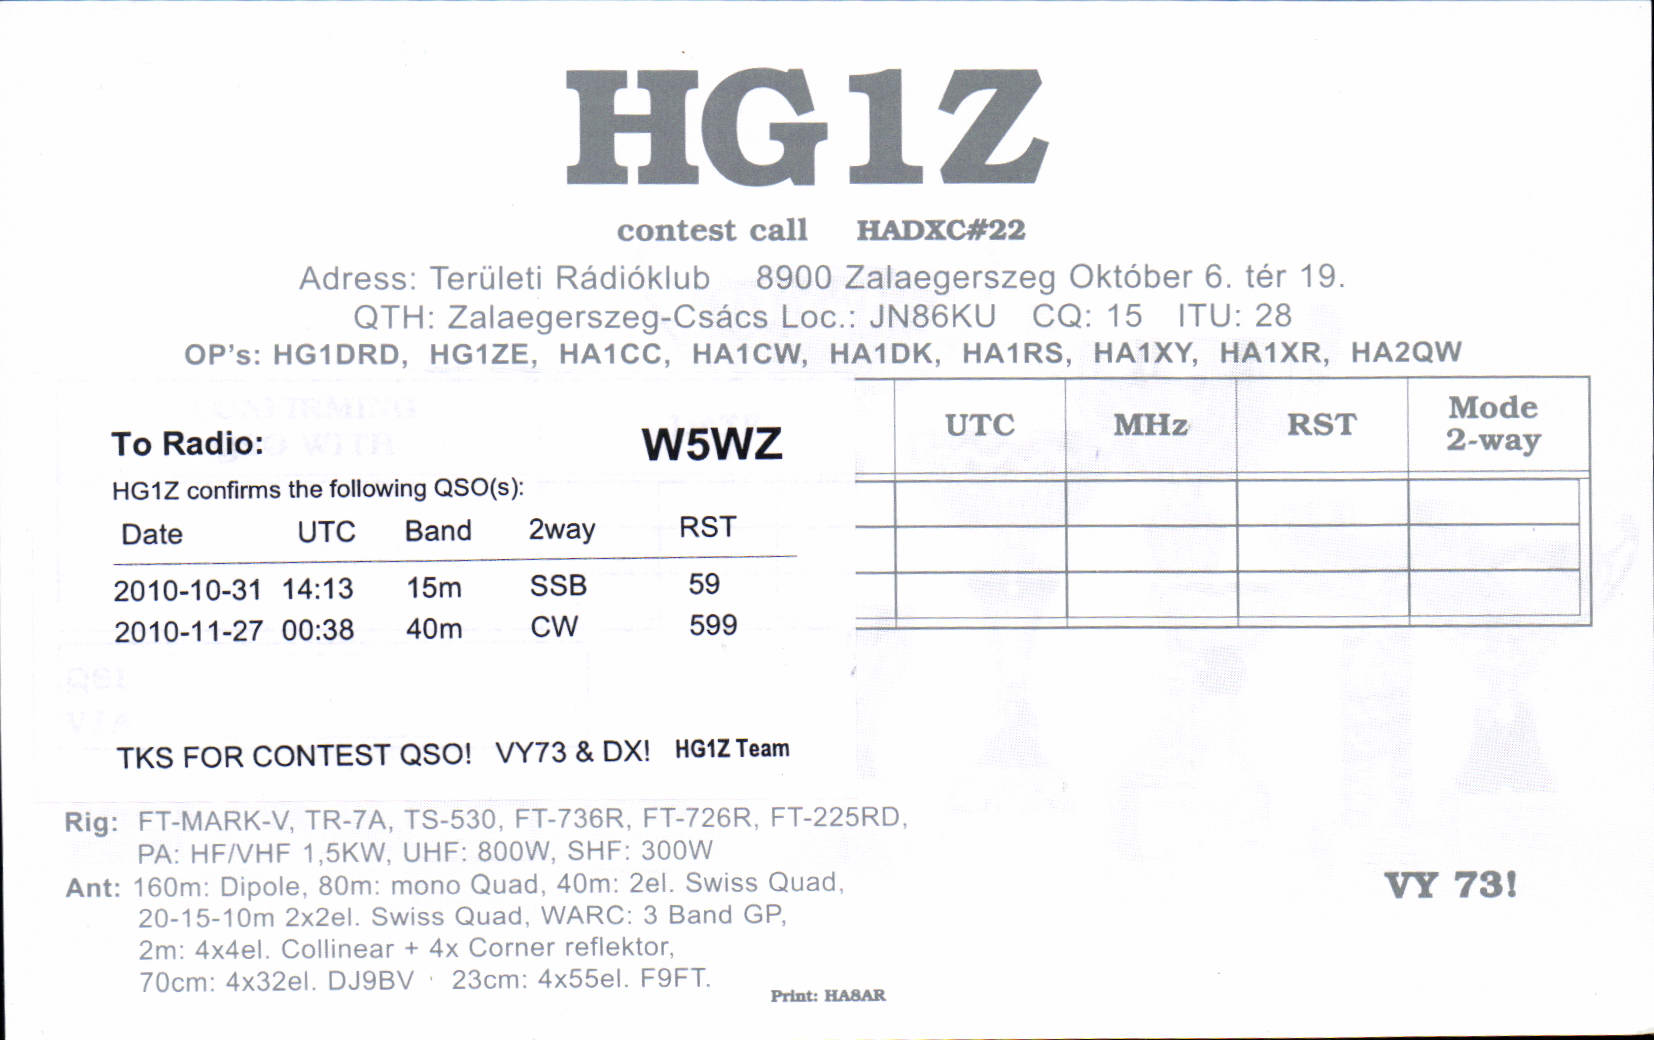 HG1Z
contest call HADXC#22
Adress: Területi Rádióklub 8900 Zalaegerszeg Október 6. tér 19.
QTH: Zalaegerszeg-Csács Loc.: JN86KU CQ: 15 ITU: 28
OP's: HG1DRD, HG1ZE, HA1CC, HA1CW, HA1DK, HA1RS, HA1XY, HA1XR, HA2QW
UTC MHz RST Mode 2-way
To Radio: W5WZ
HG1Z confirms the following QSO(s):
Date UTC Band 2way RST
2010-10-31 14:13 15m SSB 59
2010-11-27 00:38 40m CW 599
TKS FOR CONTEST QSO! VY73 & DX! HG1Z Team
Rig: FT-MARK-V, TR-7A, TS-530, FT-736R, FT-726R, FT-225RD,
PA: HF/VHF 1,5KW, UHF: 800W, SHF: 300W
Ant: 160m: Dipole, 80m: mono Quad, 40m: 2el. Swiss Quad,
20-15-10m 2x2el. Swiss Quad, WARC: 3 Band GP,
2m: 4x4el. Collinear + 4x Corner reflektor,
70cm: 4x32el. DJ9BV 23cm: 4x55el. F9FT.
VY 73!
Print: HA8AR